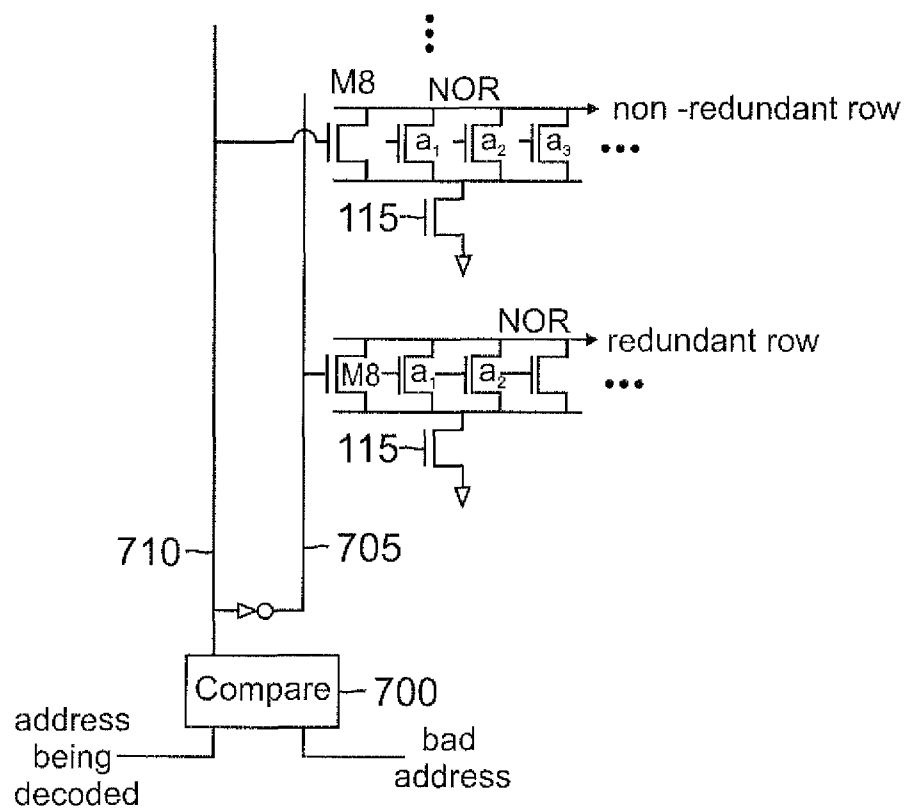 M8
NOR
non -redundant row
a₁
a₂
a₃
115
NOR
redundant row
M8
a₁
a₂
115
710
705
Compare
700
address
being
decoded
bad
address